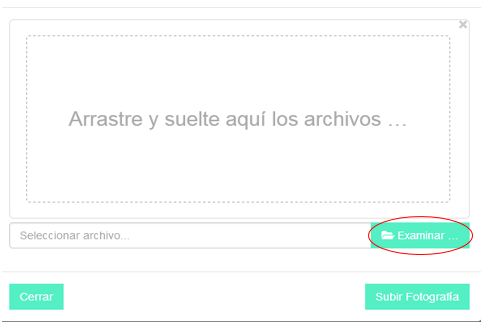 Arrastre y suelte aquí los archivos …
Seleccionar archivo...
Examinar …
Cerrar
Subir Fotografía